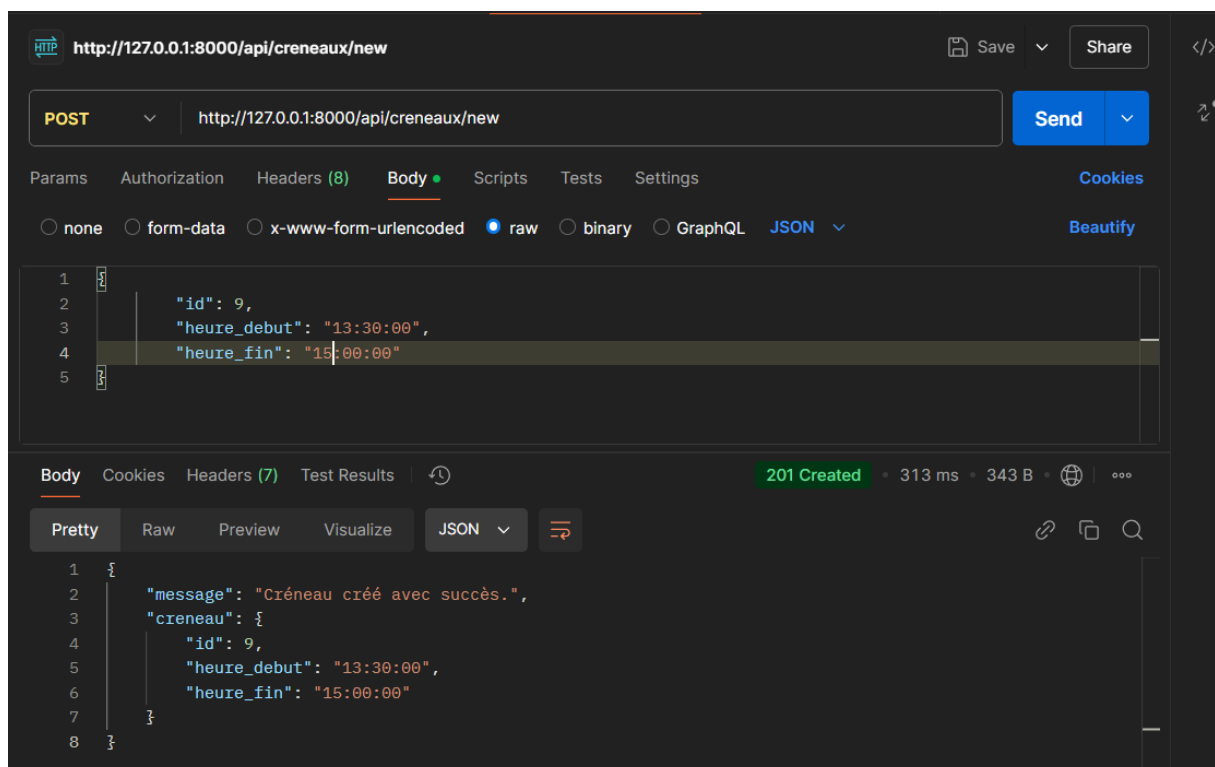 HTTP http://127.0.0.1:8000/api/creneaux/new Save Share </>
POST http://127.0.0.1:8000/api/creneaux/new Send
Params Authorization Headers (8) Body Scripts Tests Settings Cookies
none form-data x-www-form-urlencoded raw binary GraphQL JSON Beautify
1 {
2 "id": 9,
3 "heure_debut": "13:30:00",
4 "heure_fin": "15:00:00"
5 }
Body Cookies Headers (7) Test Results 201 Created • 313 ms • 343 B •
Pretty Raw Preview Visualize JSON
1 {
2 "message": "Créneau créé avec succès.",
3 "creneau": {
4 "id": 9,
5 "heure_debut": "13:30:00",
6 "heure_fin": "15:00:00"
7 }
8 }